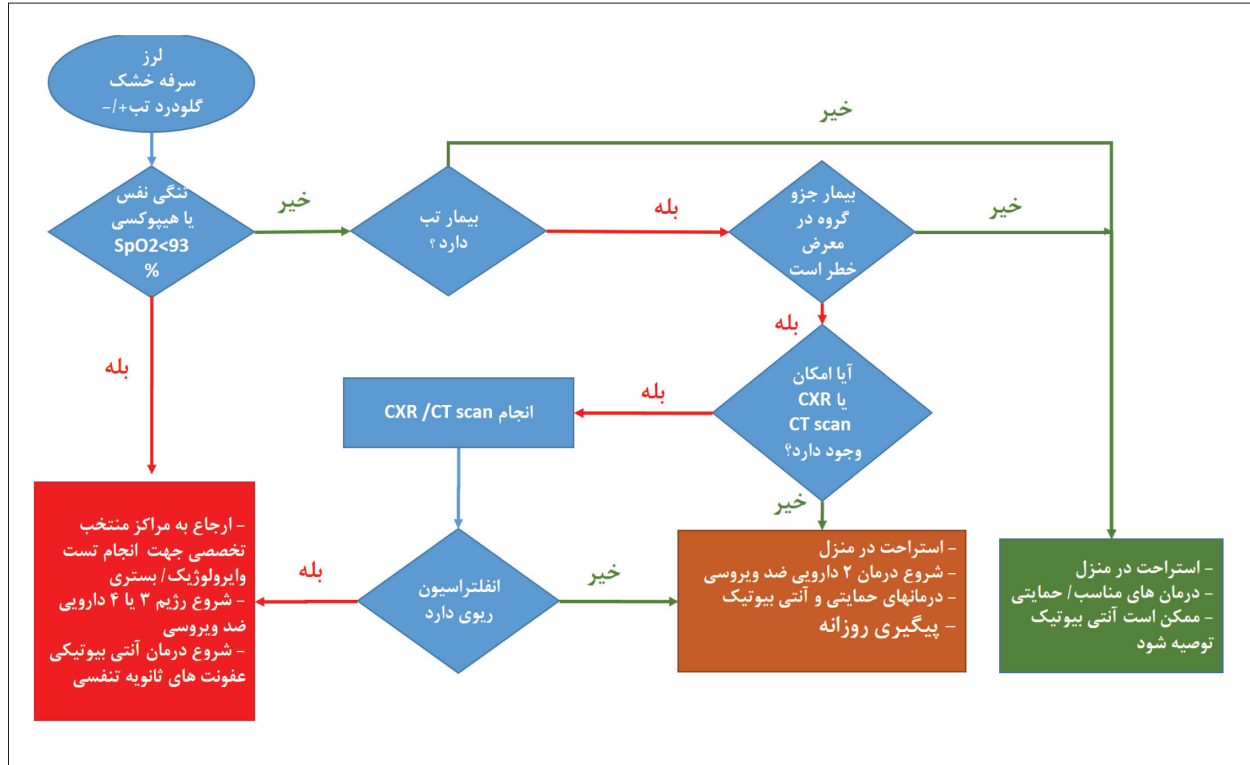 لرز
سرفه خشک
گلودرد تب+/-
تنگی نفس
یا هیپوکسی
SpO2<93
%
خیر
بیمار تب
دارد ؟
خیر
بله
بیمار جزو
گروه در
معرض
خطر است
خیر
بله
بله
آیا امکان
CXR یا
CT scan
وجود دارد؟
بله
انجام CXR /CT scan
خیر
انفلتراسیون
ریوی دارد
بله
خیر
- ارجاع به مراکز منتخب
تخصصی جهت انجام تست
وایرولوژیک/ بستری
- شروع رژیم ۳ یا ۴ دارویی
ضد ویروسی
- شروع درمان آنتی بیوتیکی
عفونت های ثانویه تنفسی
- استراحت در منزل
- شروع درمان ۲ دارویی ضد ویروسی
- درمانهای حمایتی و آنتی بیوتیک
- پیگیری روزانه
- استراحت در منزل
- درمان های مناسب/ حمایتی
- ممکن است آنتی بیوتیک
توصیه شود